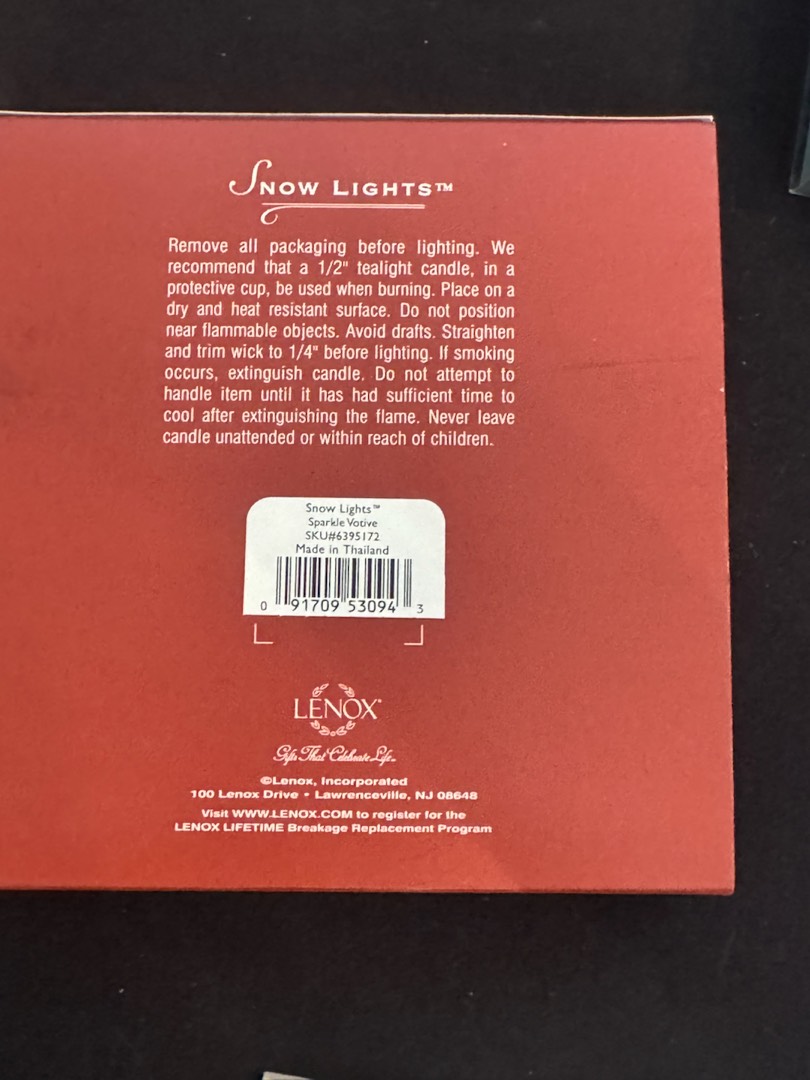 SNOW LIGHTS™
Remove all packaging before lighting. We
recommend that a 1/2" tealight candle, in a
protective cup, be used when burning. Place on a
dry and heat resistant surface. Do not position
near flammable objects. Avoid drafts. Straighten
and trim wick to 1/4" before lighting. If smoking
occurs, extinguish candle. Do not attempt to
handle item until it has had sufficient time to
cool after extinguishing the flame. Never leave
candle unattended or within reach of children.
Snow Lights™
Sparkle Votive
SKU#6395172
Made in Thailand
0 91709 53094 3
LENOX®
Gifts That Celebrate Life™
©Lenox, Incorporated
100 Lenox Drive • Lawrenceville, NJ 08648
Visit WWW.LENOX.COM to register for the
LENOX LIFETIME Breakage Replacement Program